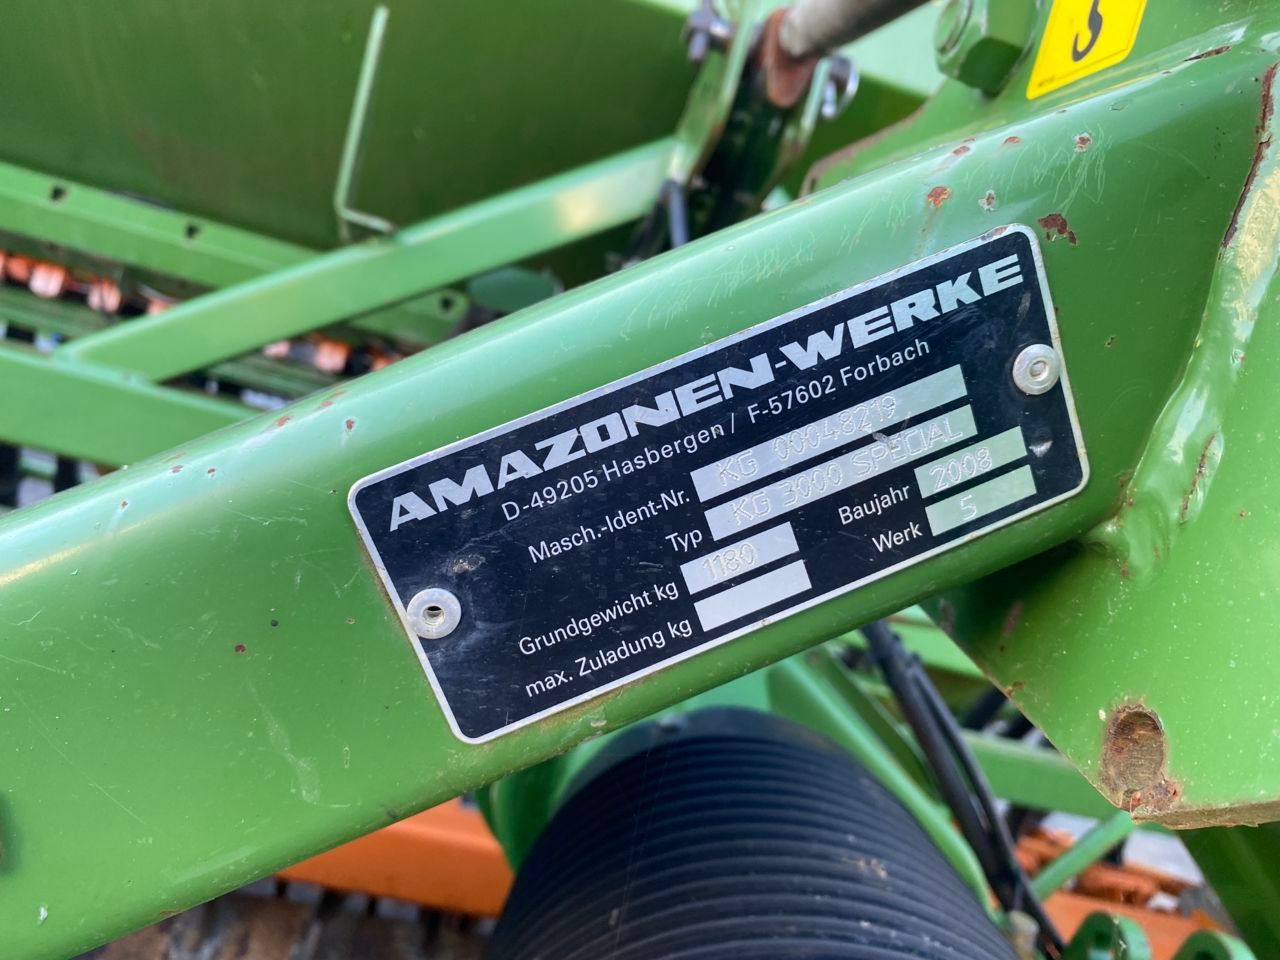 AMAZONEN-WERKE
D-49205 Hasbergen / F-57602 Forbach
Masch.-Ident-Nr. KG 00048219
Typ KG 3000 SPECIAL
Grundgewicht kg 1180 Baujahr 2008
max. Zuladung kg Werk 5